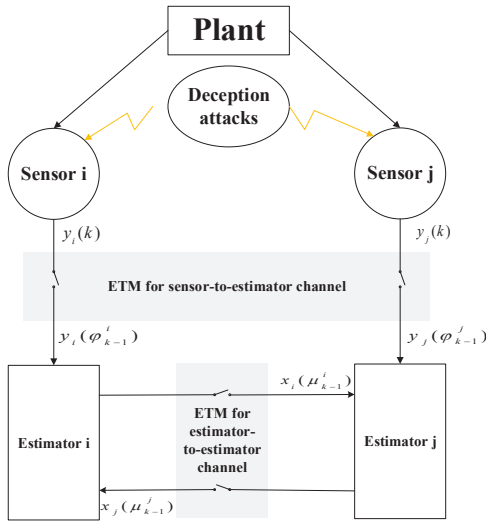 Plant
Deception
attacks
Sensor i
Sensor j
y_i(k)
y_j(k)
ETM for sensor-to-estimator channel
y_i(φ^i_{k-1})
y_j(φ^j_{k-1})
x_i(μ^i_{k-1})
Estimator i
ETM for
estimator-
to-estimator
channel
Estimator j
x_j(μ^j_{k-1})